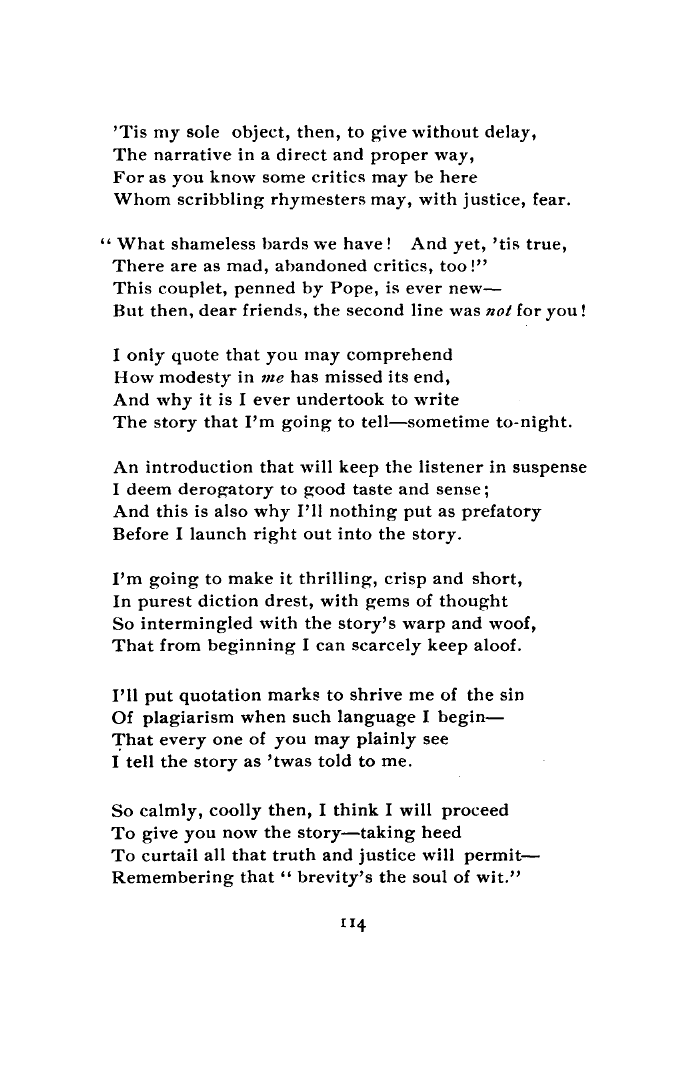 ’Tis my sole object, then, to give without delay,
The narrative in a direct and proper way,
For as you know some critics may be here
Whom scribbling rhymesters may, with justice, fear.
“ What shameless bards we have! And yet, ’tis true,
There are as mad, abandoned critics, too!”
This couplet, penned by Pope, is ever new—
But then, dear friends, the second line was not for you!
I only quote that you may comprehend
How modesty in me has missed its end,
And why it is I ever undertook to write
The story that I’m going to tell—sometime to-night.
An introduction that will keep the listener in suspense
I deem derogatory to good taste and sense;
And this is also why I’ll nothing put as prefatory
Before I launch right out into the story.
I’m going to make it thrilling, crisp and short,
In purest diction drest, with gems of thought
So intermingled with the story’s warp and woof,
That from beginning I can scarcely keep aloof.
I’ll put quotation marks to shrive me of the sin
Of plagiarism when such language I begin—
That every one of you may plainly see
I tell the story as ’twas told to me.
So calmly, coolly then, I think I will proceed
To give you now the story—taking heed
To curtail all that truth and justice will permit—
Remembering that “ brevity’s the soul of wit.”
114